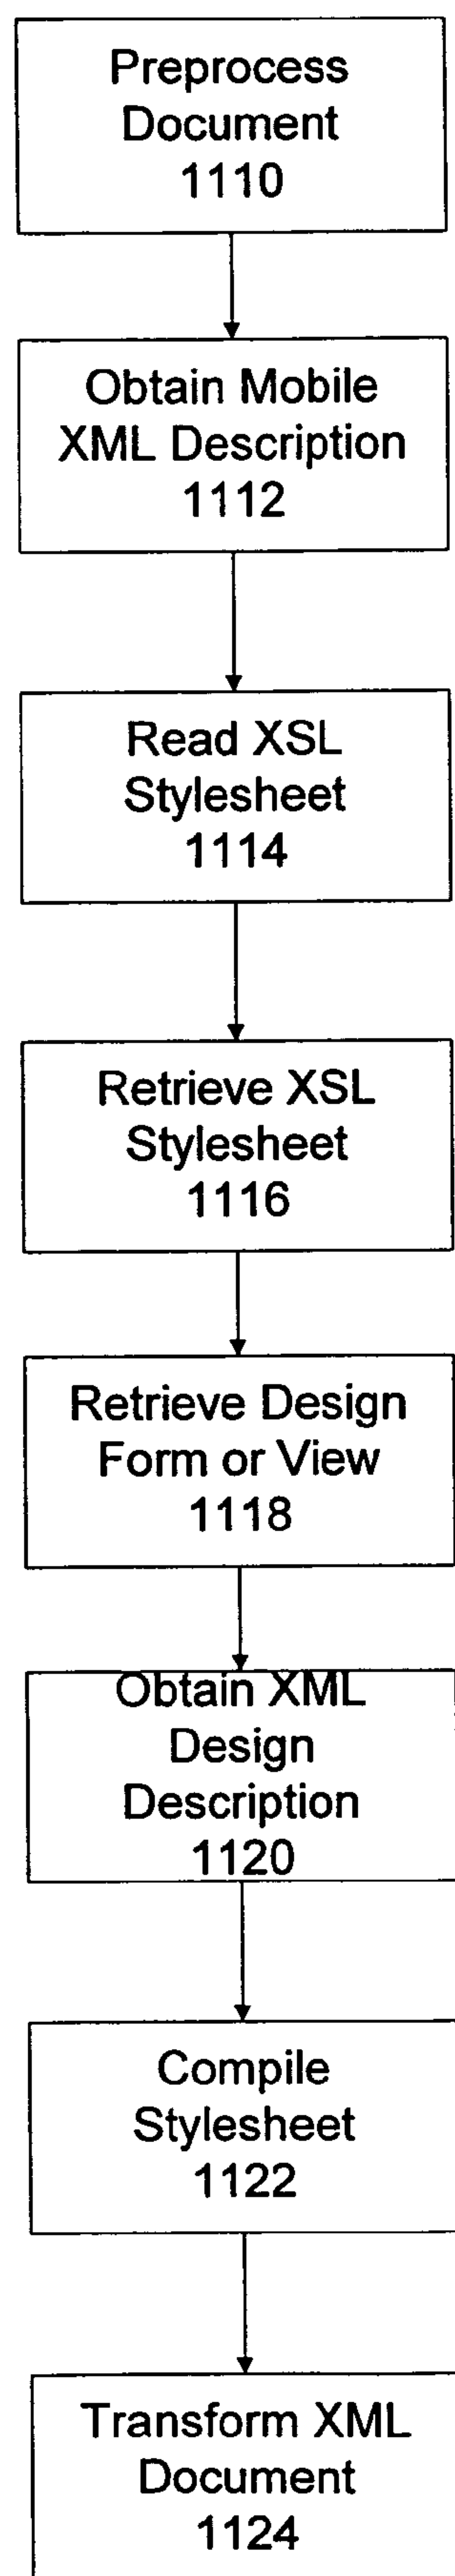 Preprocess
Document
1110
Obtain Mobile
XML Description
1112
Read XSL
Stylesheet
1114
Retrieve XSL
Stylesheet
1116
Retrieve Design
Form or View
1118
Obtain XML
Design
Description
1120
Compile
Stylesheet
1122
Transform XML
Document
1124